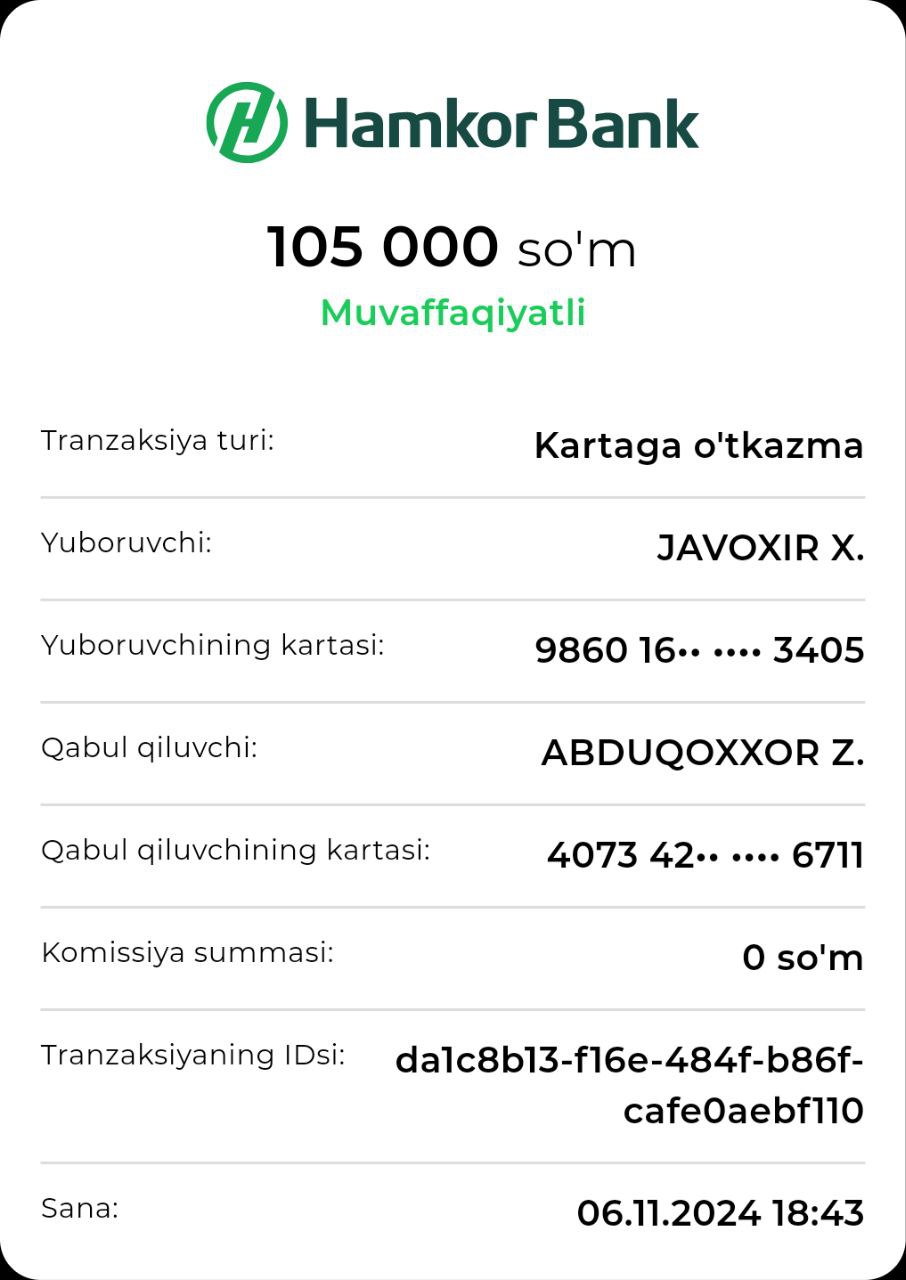 Hamkor Bank
105 000 so'm
Muvaffaqiyatli
Tranzaksiya turi: Kartaga o'tkazma
Yuboruvchi: JAVOXIR X.
Yuboruvchining kartasi: 9860 16•• •••• 3405
Qabul qiluvchi: ABDUQOXXOR Z.
Qabul qiluvchining kartasi: 4073 42•• •••• 6711
Komissiya summasi: 0 so'm
Tranzaksiyaning IDsi: da1c8b13-f16e-484f-b86f-
cafe0aebf110
Sana: 06.11.2024 18:43